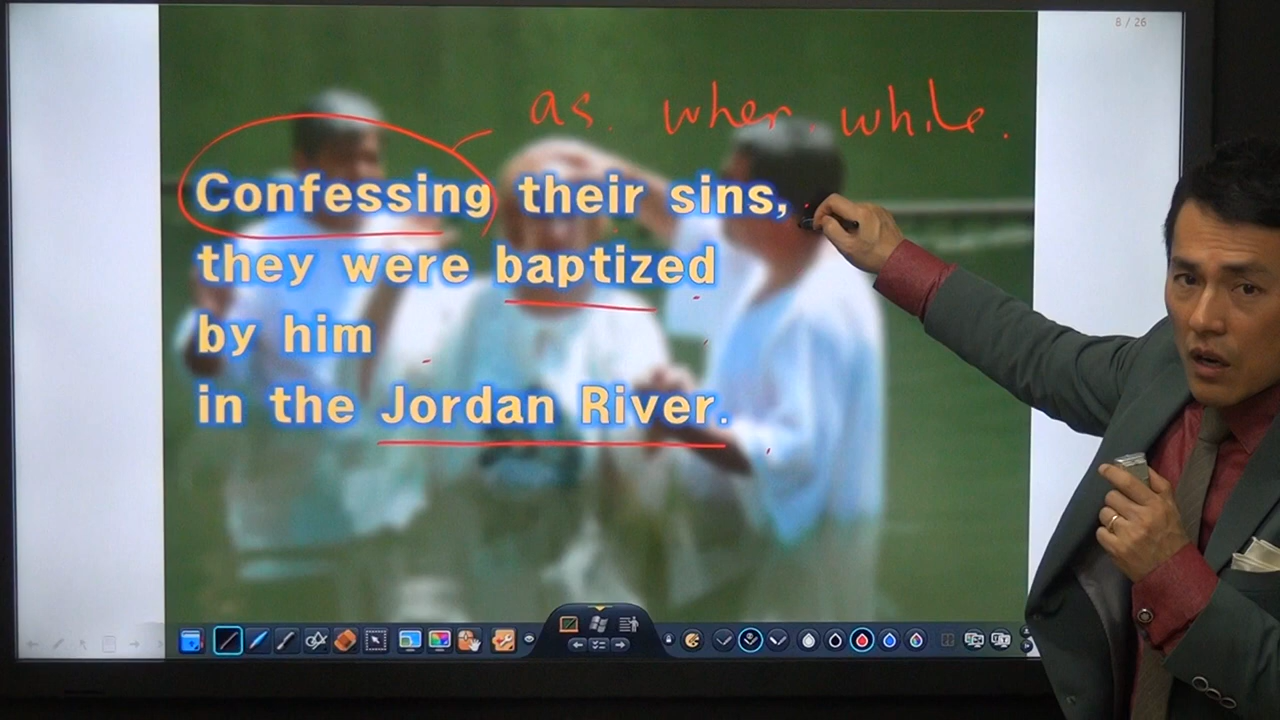 8 / 26
as. when. while.
Confessing their sins,
they were baptized
by him
in the Jordan River.